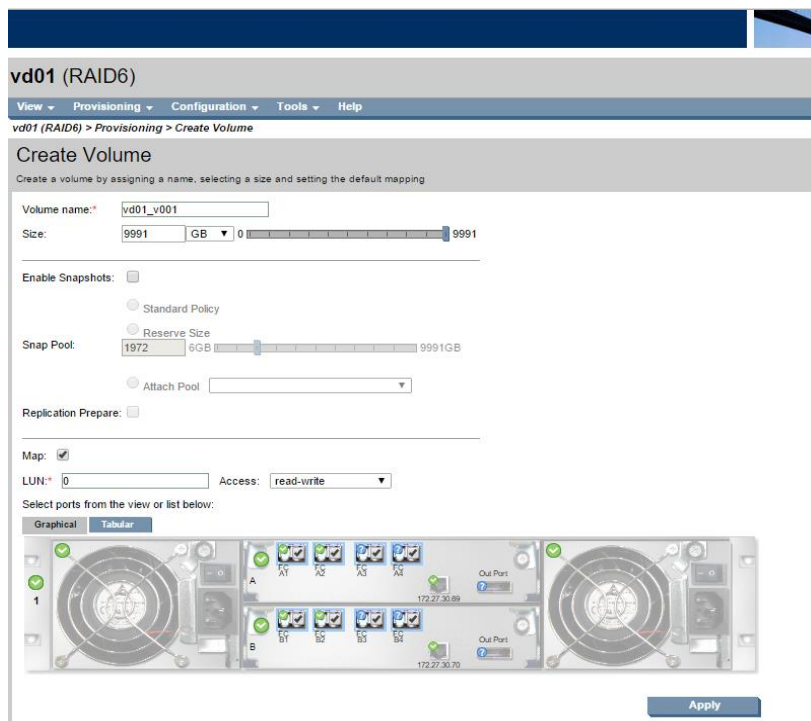 vd01 (RAID6)
View Provisioning Configuration Tools Help
vd01 (RAID6) > Provisioning > Create Volume
Create Volume
Create a volume by assigning a name, selecting a size and setting the default mapping
Volume name:* vd01_v001
Size: 9991 GB 0 9991
Enable Snapshots:
Standard Policy
Reserve Size
Snap Pool: 1972 6GB 9991GB
Attach Pool
Replication Prepare:
Map:
LUN:* 0 Access: read-write
Select ports from the view or list below:
Graphical Tabular
1
A
FC A1 FC A2 FC A3 FC A4
Out Port
172.27.30.69
B
FC B1 FC B2 FC B3 FC B4
Out Port
172.27.30.70
Apply